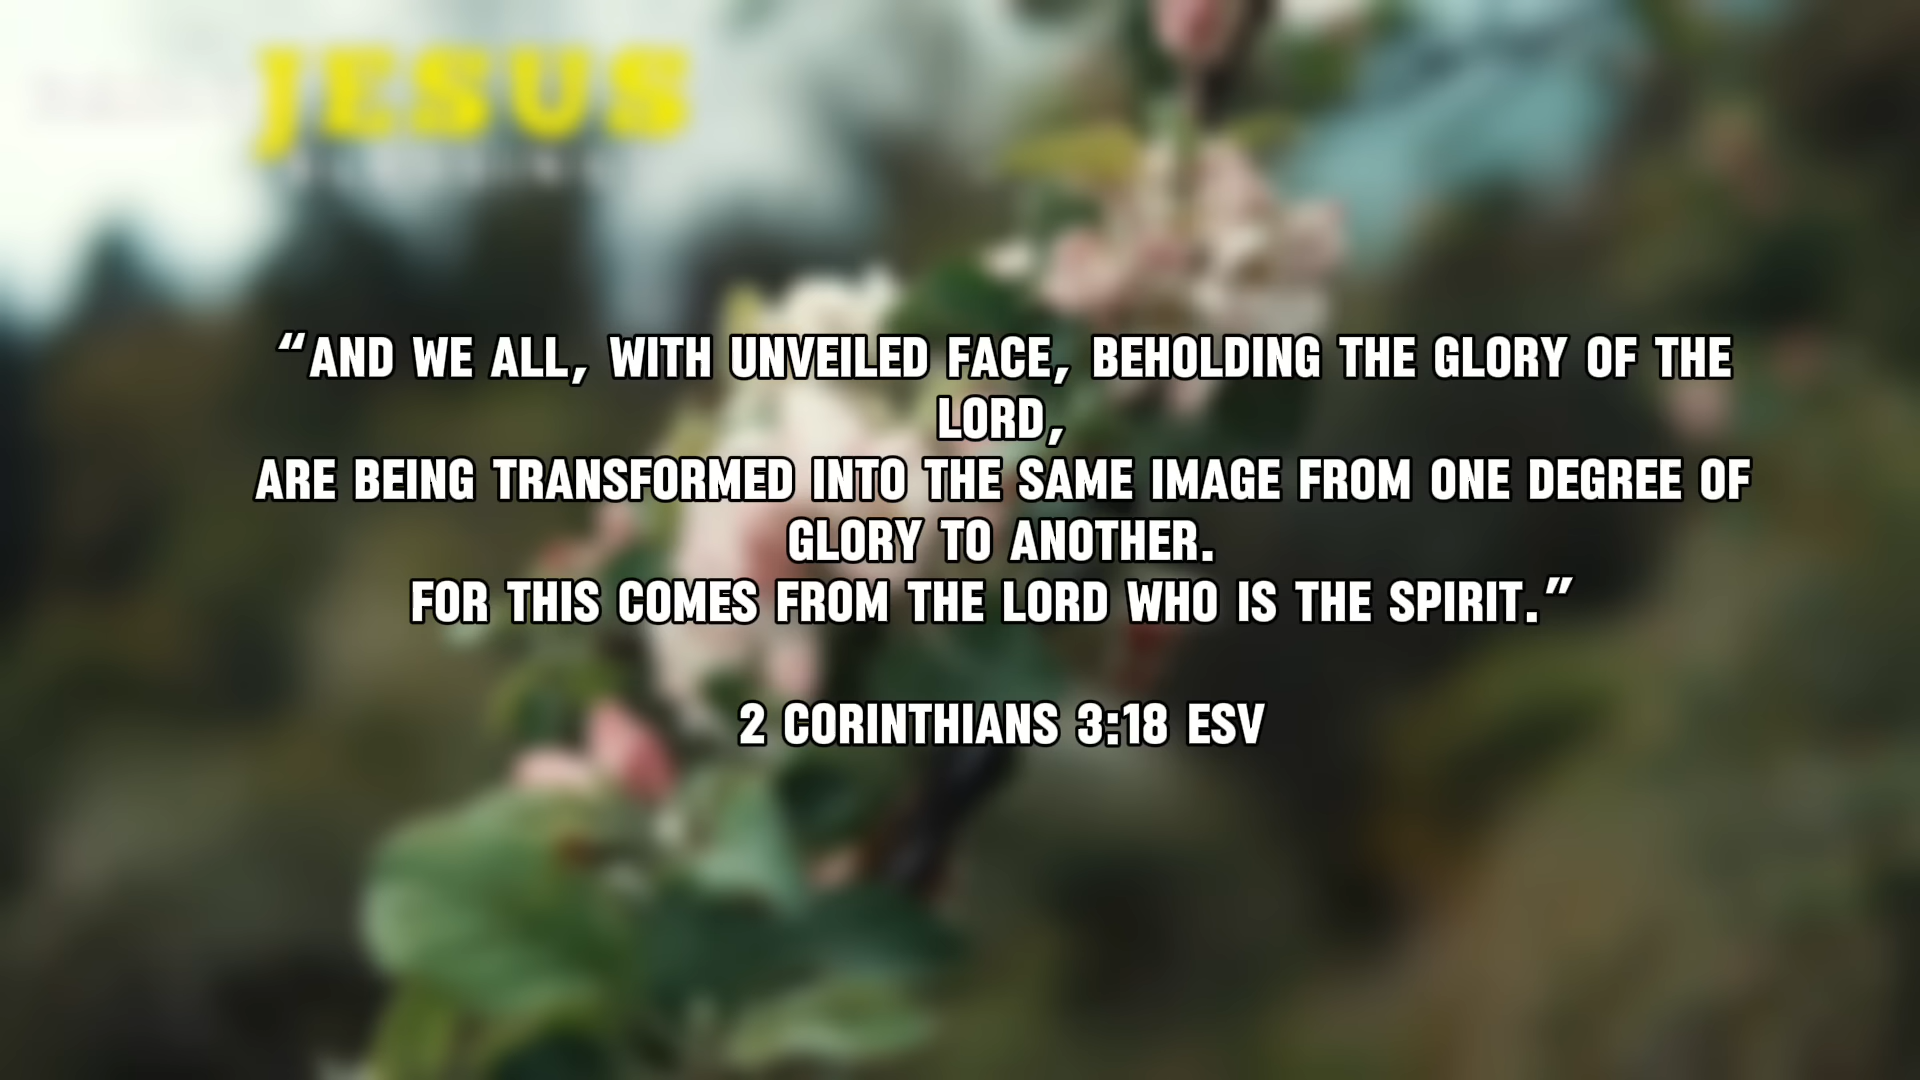 JESUS
“AND WE ALL, WITH UNVEILED FACE, BEHOLDING THE GLORY OF THE
LORD,
ARE BEING TRANSFORMED INTO THE SAME IMAGE FROM ONE DEGREE OF
GLORY TO ANOTHER.
FOR THIS COMES FROM THE LORD WHO IS THE SPIRIT.”
2 CORINTHIANS 3:18 ESV